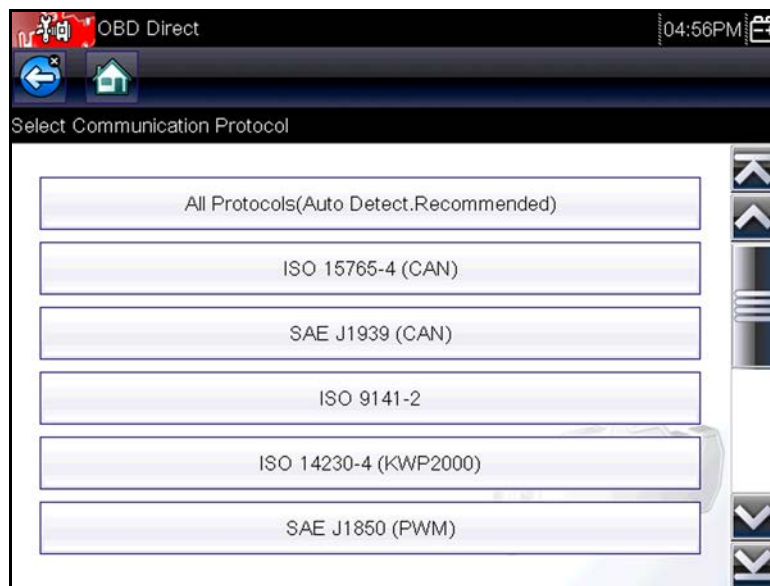 OBD Direct
04:56PM
Select Communication Protocol
All Protocols(Auto Detect.Recommended)
ISO 15765-4 (CAN)
SAE J1939 (CAN)
ISO 9141-2
ISO 14230-4 (KWP2000)
SAE J1850 (PWM)